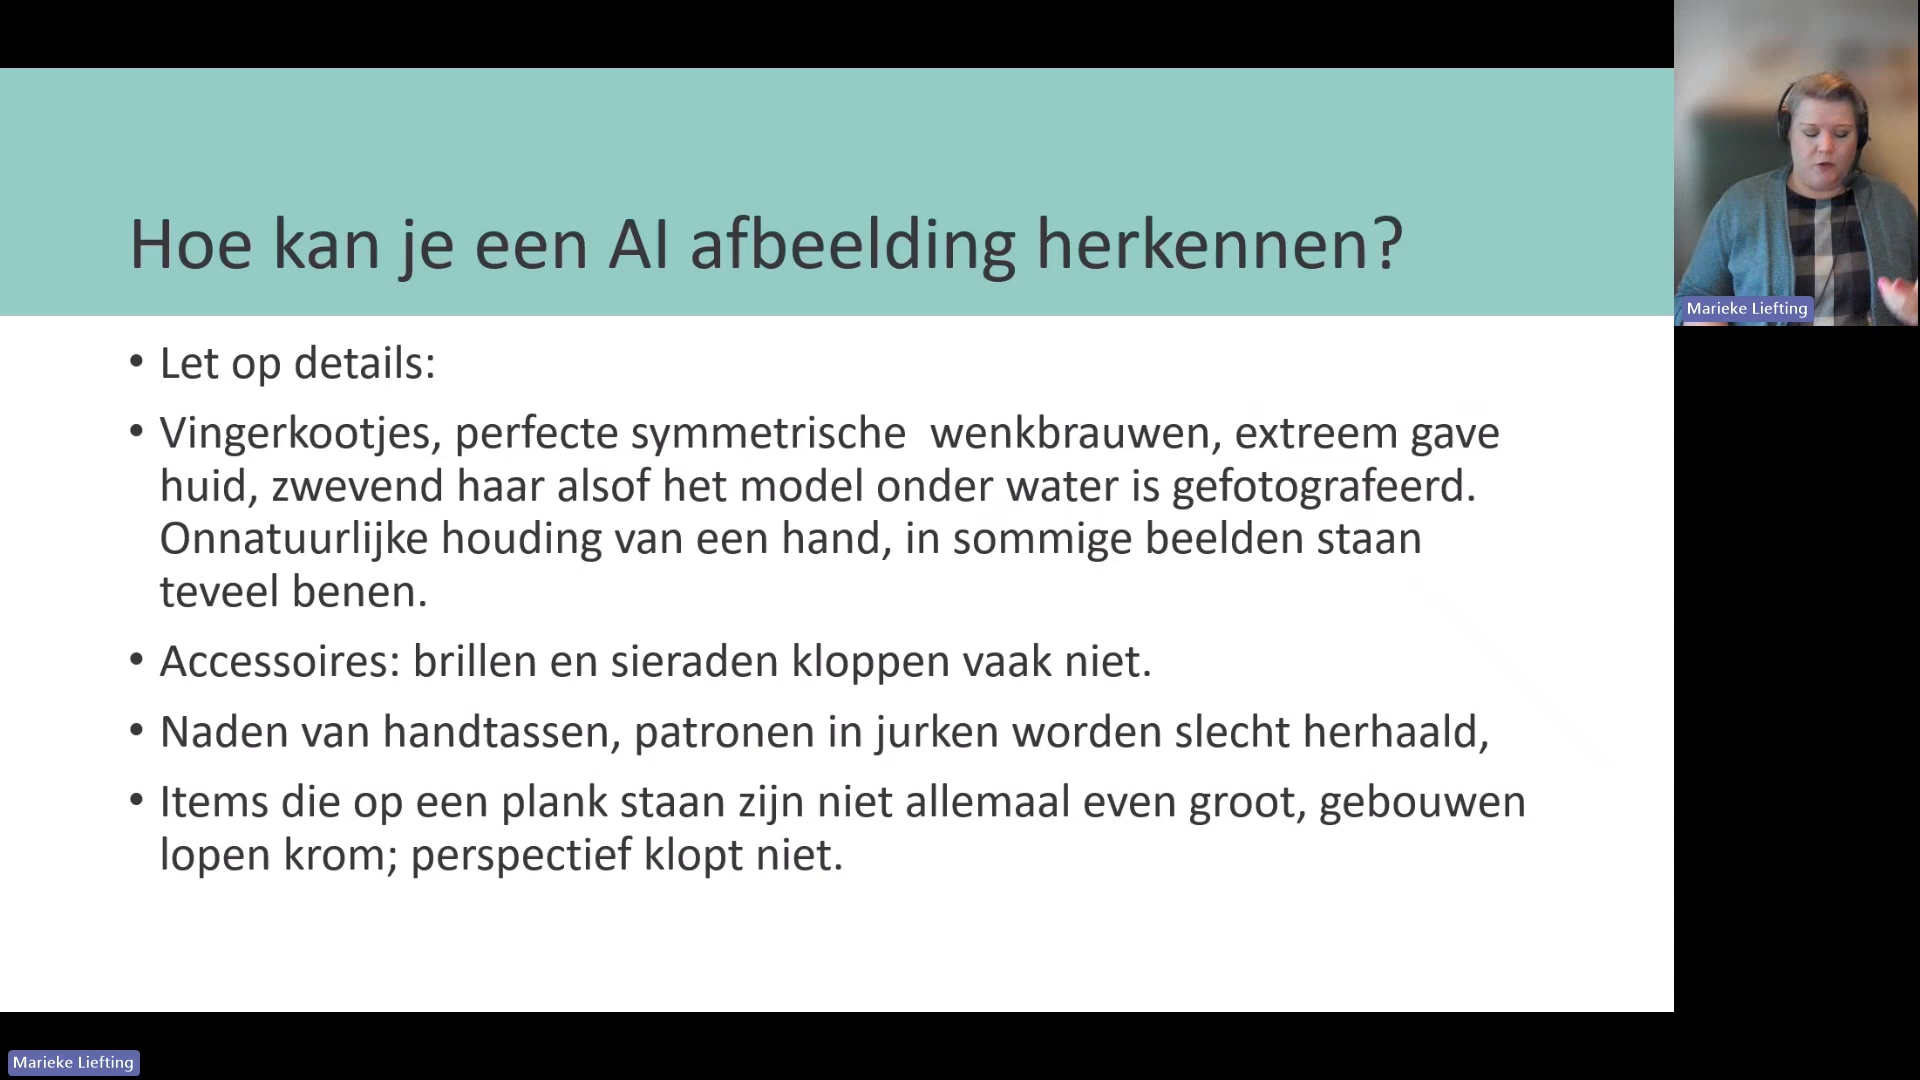 Hoe kan je een AI afbeelding herkennen?
• Let op details:
• Vingerkootjes, perfecte symmetrische  wenkbrauwen, extreem gave
huid, zwevend haar alsof het model onder water is gefotografeerd.
Onnatuurlijke houding van een hand, in sommige beelden staan
teveel benen.
• Accessoires: brillen en sieraden kloppen vaak niet.
• Naden van handtassen, patronen in jurken worden slecht herhaald,
• Items die op een plank staan zijn niet allemaal even groot, gebouwen
lopen krom; perspectief klopt niet.
Marieke Liefting
Marieke Liefting